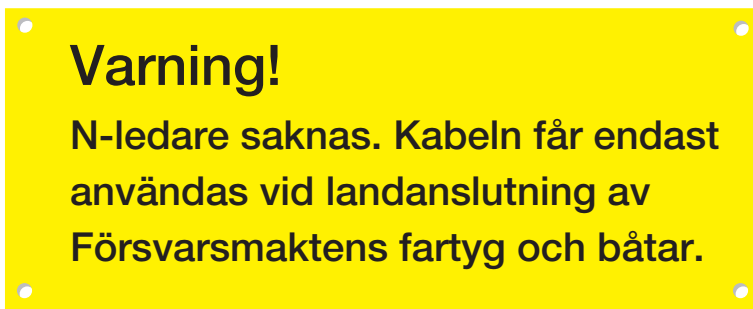 Varning!
N-ledare saknas. Kabeln får endast
användas vid landanslutning av
Försvarsmaktens fartyg och båtar.